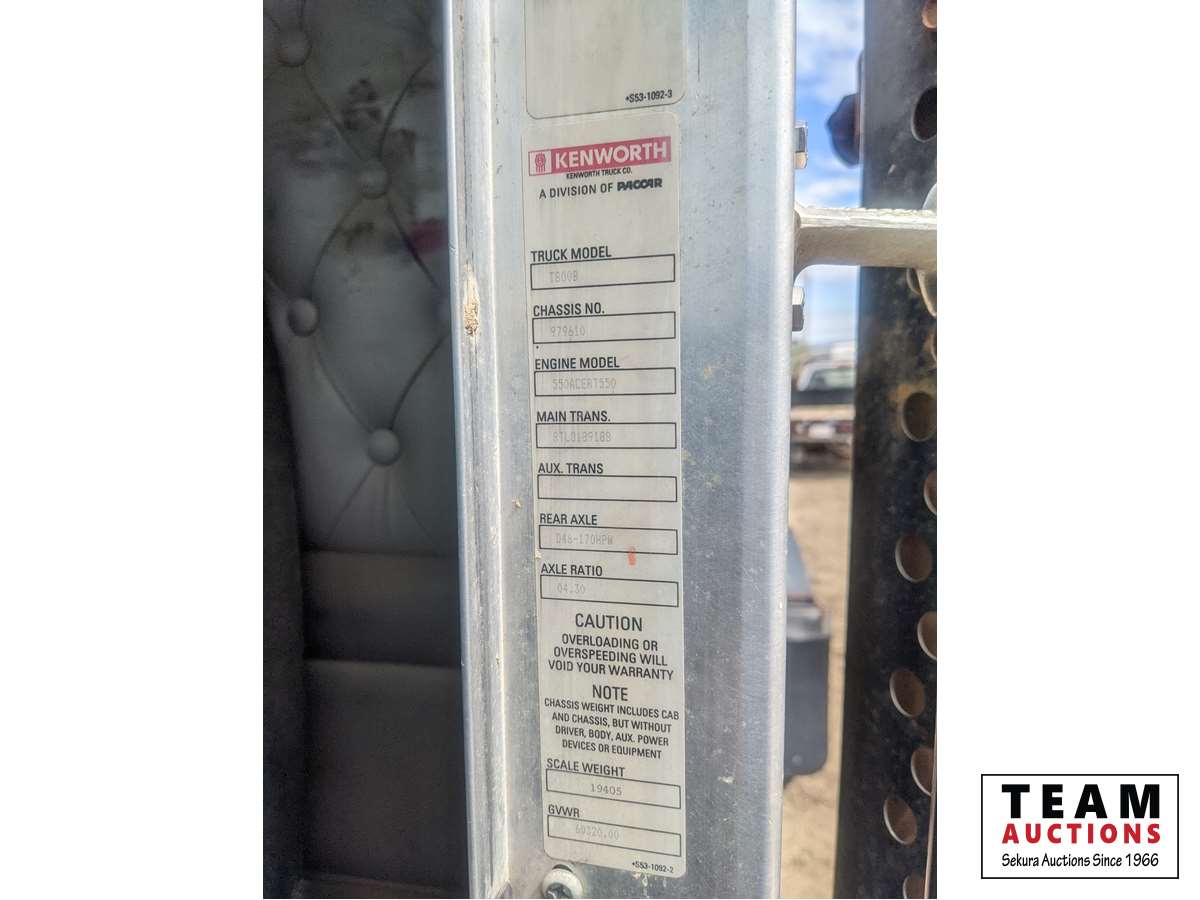 *S53-1092-3
KENWORTH
KENWORTH TRUCK CO.
A DIVISION OF PACCAR
TRUCK MODEL
T800B
CHASSIS NO.
979610
ENGINE MODEL
550ACERT550
MAIN TRANS.
RTLO18918B
AUX. TRANS
REAR AXLE
D46-170HPW
AXLE RATIO
04.30
CAUTION
OVERLOADING OR
OVERSPEEDING WILL
VOID YOUR WARRANTY
NOTE
CHASSIS WEIGHT INCLUDES CAB
AND CHASSIS, BUT WITHOUT
DRIVER, BODY, AUX. POWER
DEVICES OR EQUIPMENT
SCALE WEIGHT
19405
GVWR
60320.00
*S53-1092-2
TEAM
AUCTIONS
Sekura Auctions Since 1966